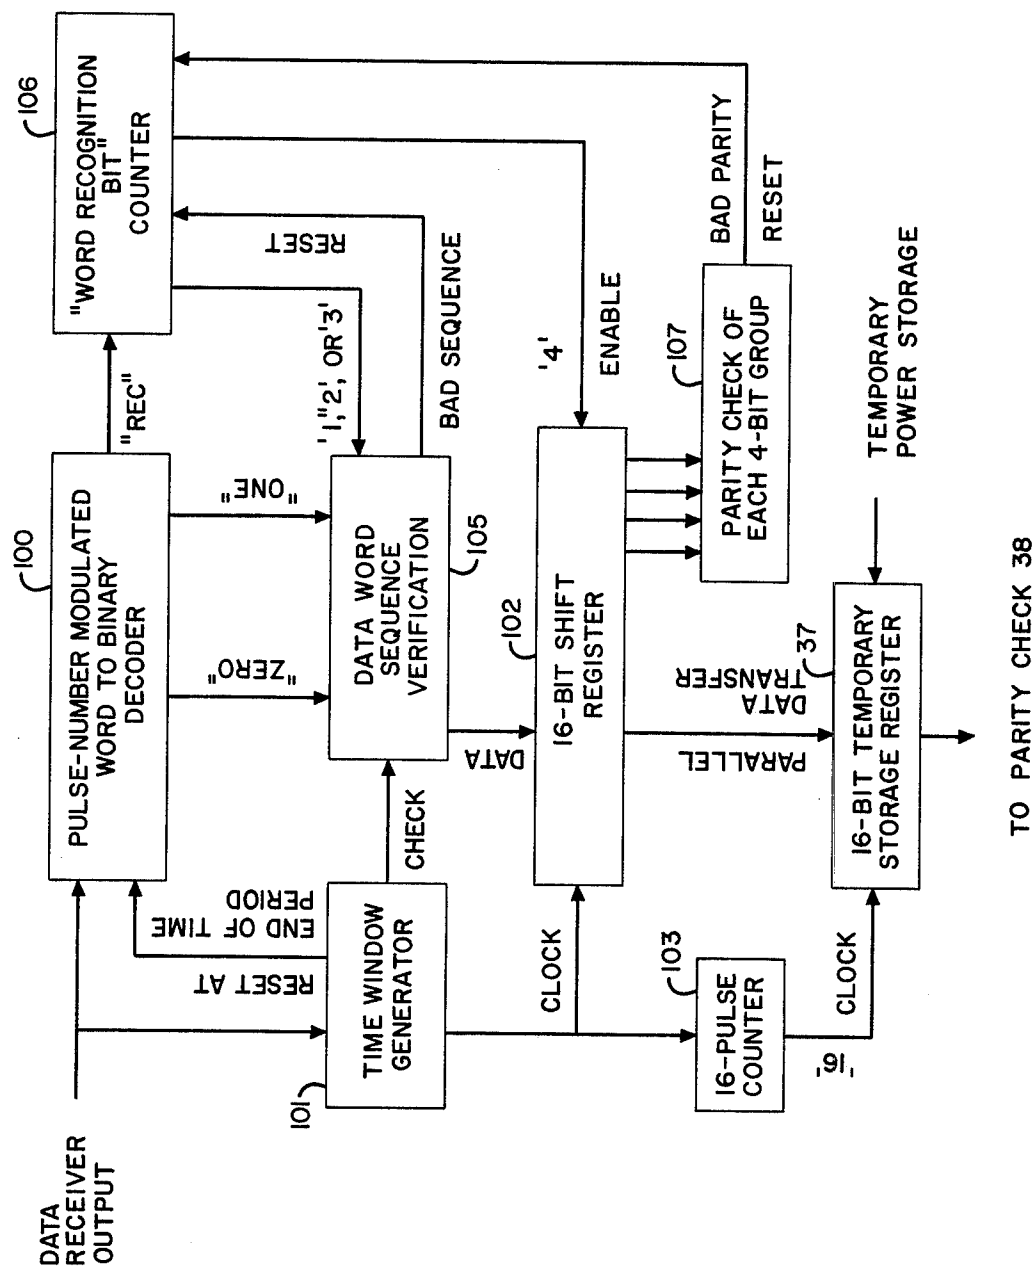 DATA
RECEIVER
OUTPUT
100
PULSE-NUMBER MODULATED
WORD TO BINARY
DECODER
"REC"
106
"WORD RECOGNITION
BIT"
COUNTER
RESET AT
END OF TIME
PERIOD
"ZERO"
"ONE"
RESET
101
TIME WINDOW
GENERATOR
CHECK
DATA WORD
SEQUENCE
VERIFICATION
105
'1,"2', OR '3'
BAD SEQUENCE
DATA
CLOCK
102
16-BIT SHIFT
REGISTER
'4'
ENABLE
103
16-PULSE
COUNTER
PARALLEL
DATA
TRANSFER
107
PARITY CHECK OF
EACH 4-BIT GROUP
BAD PARITY
RESET
'16'
CLOCK
37
16-BIT TEMPORARY
STORAGE REGISTER
TEMPORARY
POWER STORAGE
TO PARITY CHECK 38